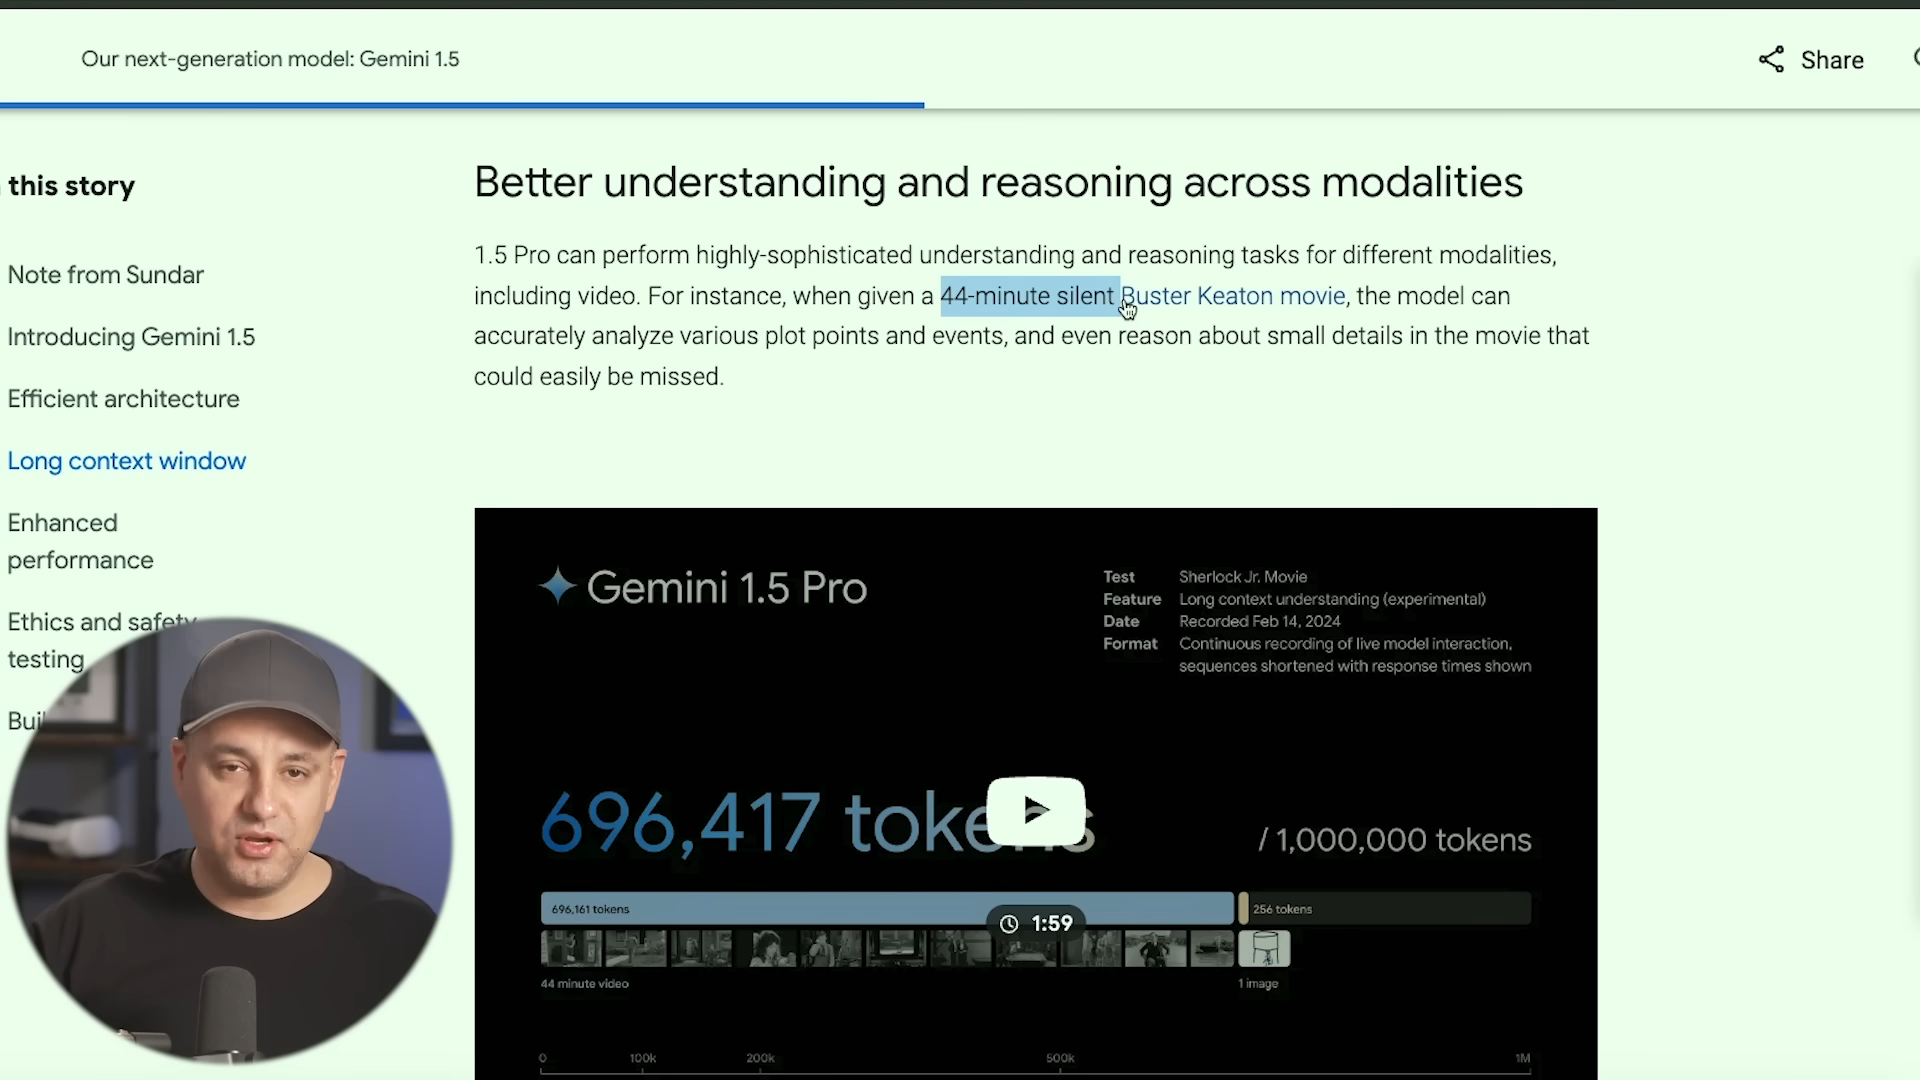 Our next-generation model: Gemini 1.5
Share
this story
Note from Sundar
Introducing Gemini 1.5
Efficient architecture
Long context window
Enhanced
performance
Ethics and safety
testing
Better understanding and reasoning across modalities
1.5 Pro can perform highly-sophisticated understanding and reasoning tasks for different modalities,
including video. For instance, when given a 44-minute silent Buster Keaton movie, the model can
accurately analyze various plot points and events, and even reason about small details in the movie that
could easily be missed.
Gemini 1.5 Pro
Test Sherlock Jr. Movie
Feature Long context understanding (experimental)
Date Recorded Feb 14, 2024
Format Continuous recording of live model interaction,
sequences shortened with response times shown
696,417 tokens
/ 1,000,000 tokens
696,161 tokens
256 tokens
1:59
44 minute video
1 image
0 100k 200k 500k 1M